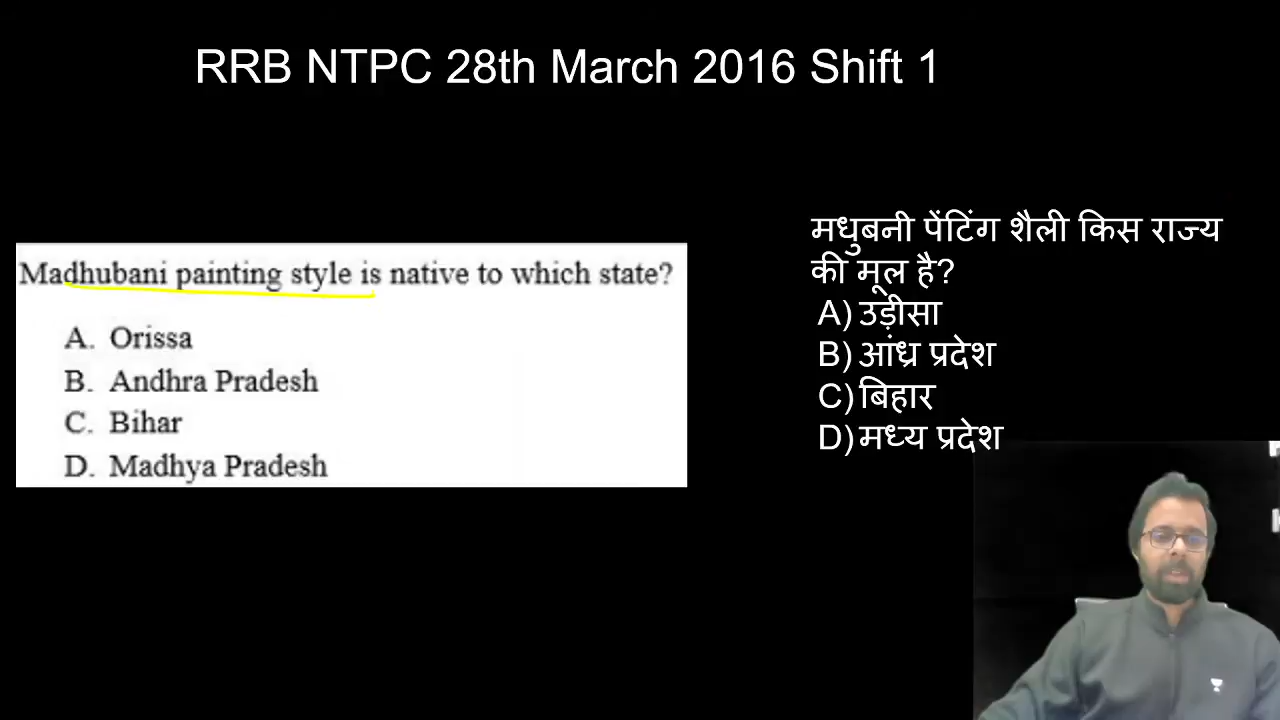 RRB NTPC 28th March 2016 Shift 1
Madhubani painting style is native to which state?
A. Orissa
B. Andhra Pradesh
C. Bihar
D. Madhya Pradesh
मधुबनी पेंटिंग शैली किस राज्य
की मूल है?
A) उड़ीसा
B) आंध्र प्रदेश
C) बिहार
D) मध्य प्रदेश